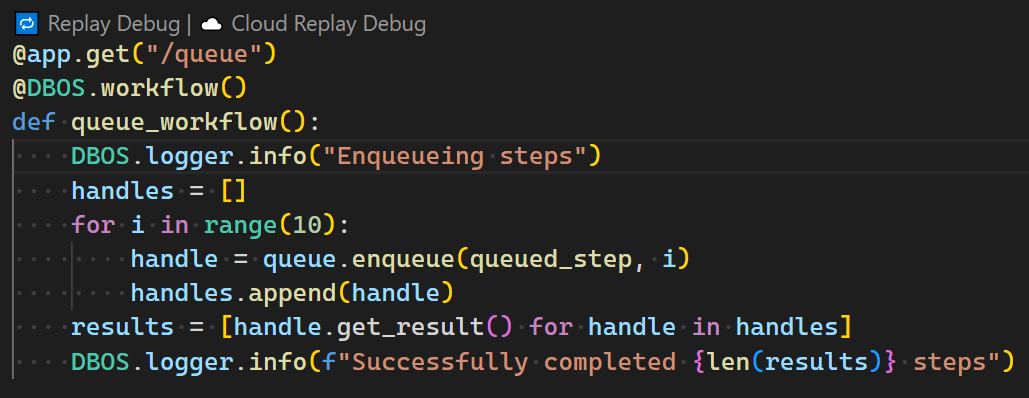 Replay Debug | Cloud Replay Debug
@app.get("/queue")
@DBOS.workflow()
def queue_workflow():
    DBOS.logger.info("Enqueueing steps")
    handles = []
    for i in range(10):
        handle = queue.enqueue(queued_step, i)
        handles.append(handle)
    results = [handle.get_result() for handle in handles]
    DBOS.logger.info(f"Successfully completed {len(results)} steps")